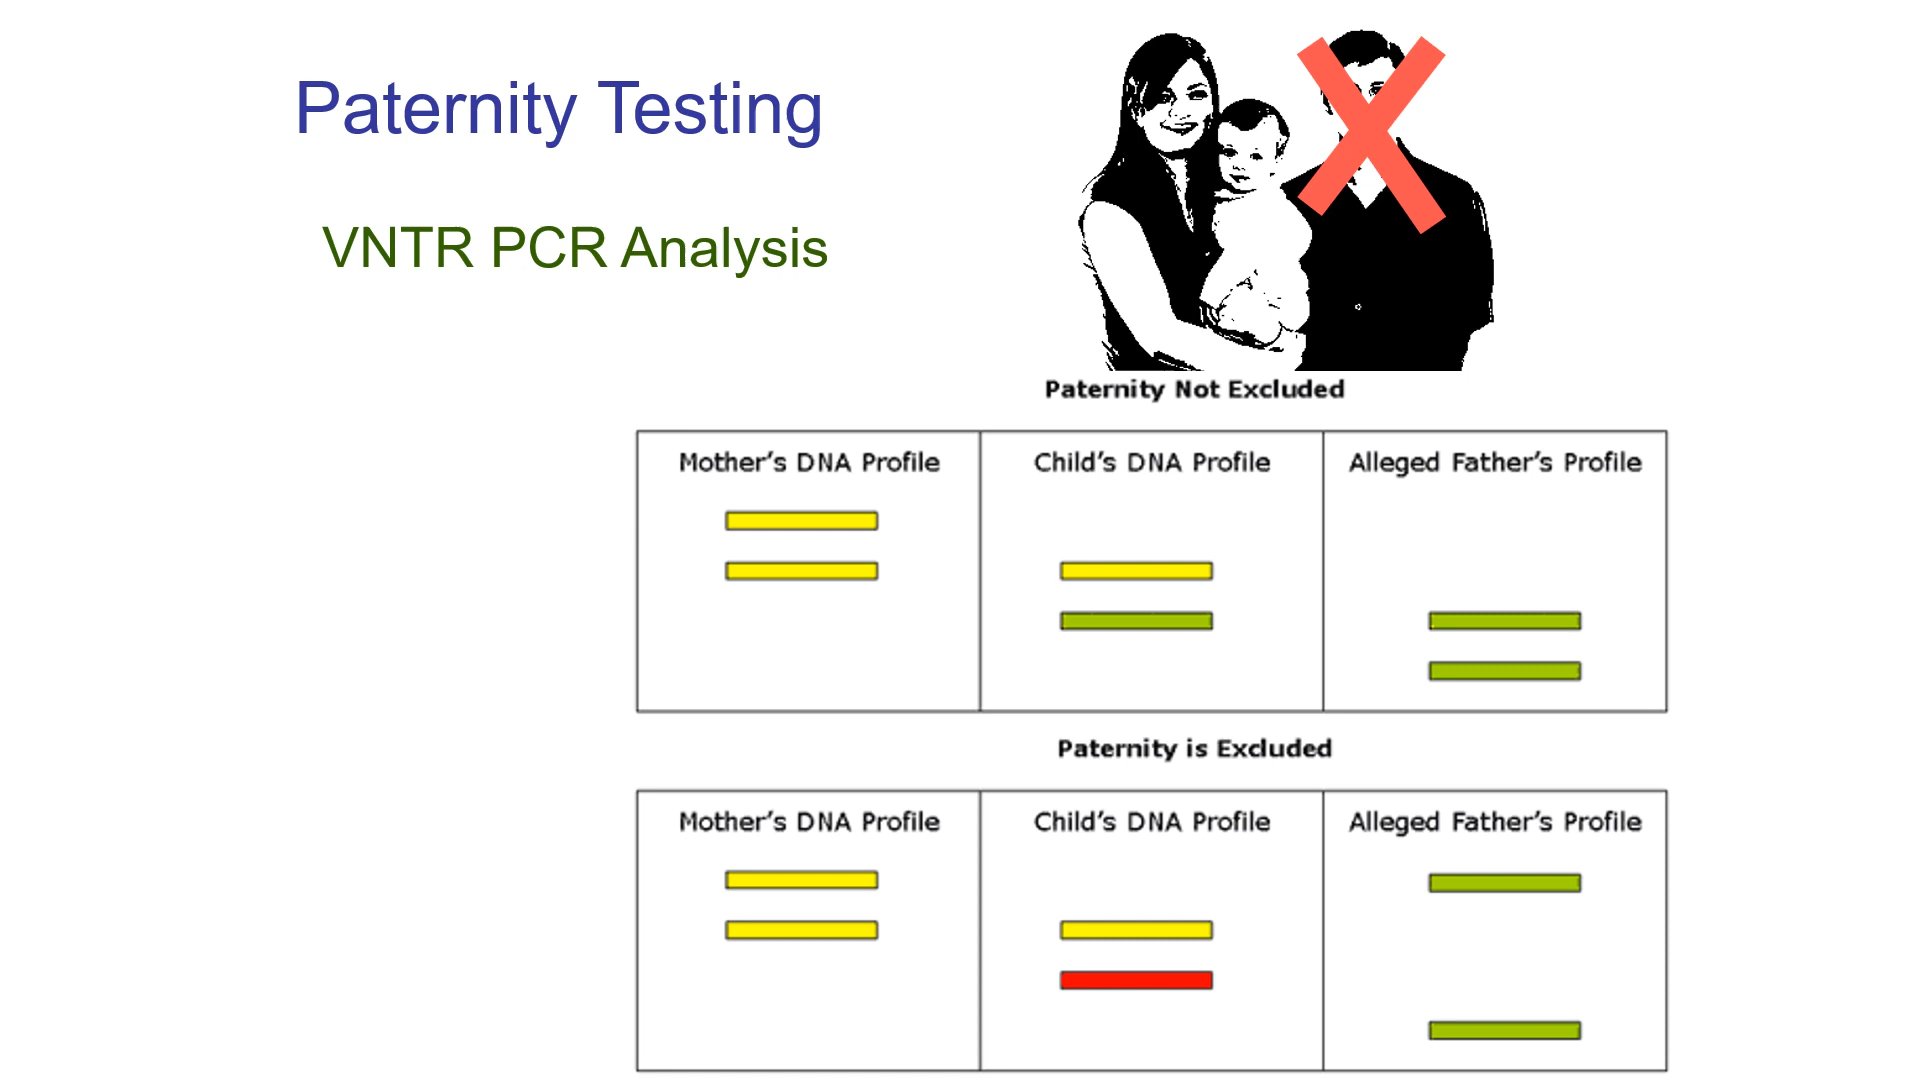 Paternity Testing
VNTR PCR Analysis
Paternity Not Excluded
Mother's DNA Profile
Child's DNA Profile
Alleged Father's Profile
Paternity is Excluded
Mother's DNA Profile
Child's DNA Profile
Alleged Father's Profile